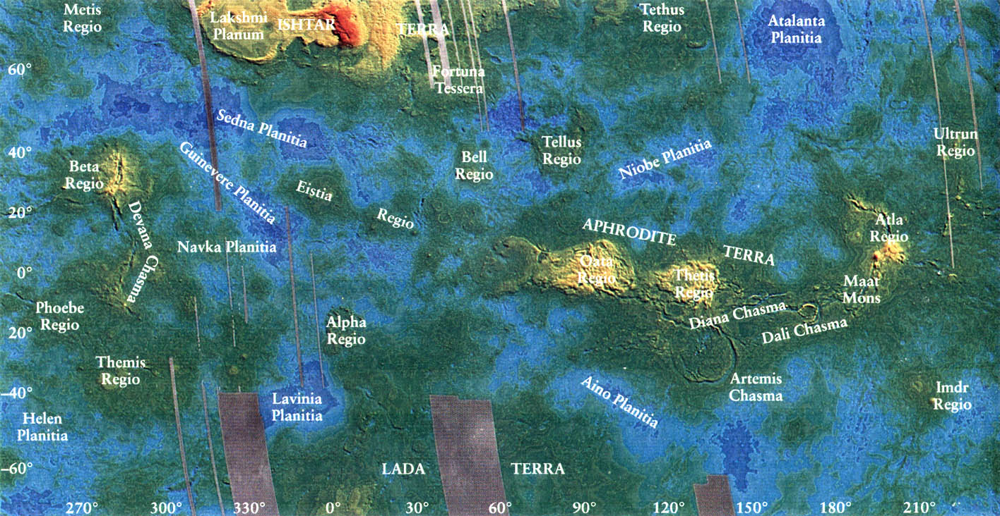 Metis
Regio
Lakshmi
Planum
ISHTAR
TERRA
Tethus
Regio
Atalanta
Planitia
60°
Fortuna
Tessera
Sedna Planitia
40°
Guinevere Planitia
Beta
Regio
Bell
Regio
Tellus
Regio
Niobe Planitia
Ultrun
Regio
Eistia
Regio
20°
Devana Chasma
Navka Planitia
APHRODITE
TERRA
Atla
Regio
0°
Oata
Regio
Thetis
Regio
Maat
Mons
Phoebe
Regio
Diana Chasma
Dali Chasma
20°
Alpha
Regio
Themis
Regio
Artemis
Chasma
–40°
Lavinia
Planitia
Aino Planitia
Imdr
Regio
Helen
Planitia
–60°
LADA
TERRA
270°
300°
330°
0°
30°
60°
90°
120°
150°
180°
210°